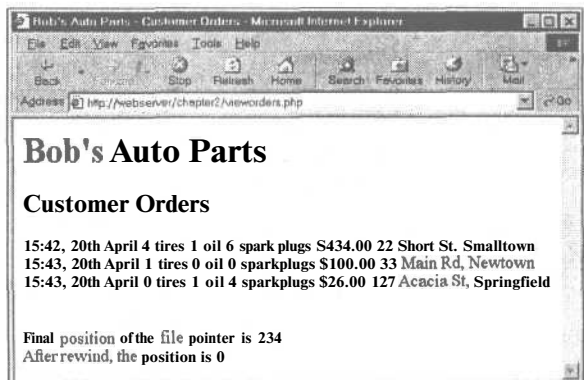 Bob's Auto Parts - Customer Orders - Microsoft Internet Explorer
File Edit View Favorites Tools Help
Back Forward Stop Refresh Home Search Favorites History Mail
Address http://webserver/chapter2/vieworders.php Go
Bob's Auto Parts
Customer Orders
15:42, 20th April 4 tires 1 oil 6 spark plugs S434.00 22 Short St. Smalltown
15:43, 20th April 1 tires 0 oil 0 sparkplugs $100.00 33 Main Rd, Newtown
15:43, 20th April 0 tires 1 oil 4 sparkplugs $26.00 127 Acacia St, Springfield
Final position of the file pointer is 234
After rewind, the position is 0